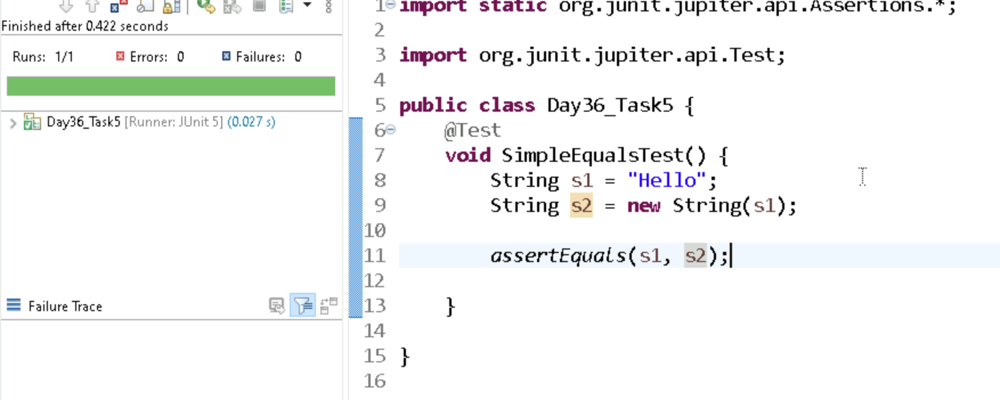 Finished after 0.422 seconds
Runs: 1/1 Errors: 0 Failures: 0
Day36_Task5 [Runner: JUnit 5] (0.027 s)
Failure Trace
1 import static org.junit.jupiter.api.Assertions.*;
2
3 import org.junit.jupiter.api.Test;
4
5 public class Day36_Task5 {
6 @Test
7 void SimpleEqualsTest() {
8 String s1 = "Hello";
9 String s2 = new String(s1);
10
11 assertEquals(s1, s2);
12
13 }
14
15 }
16